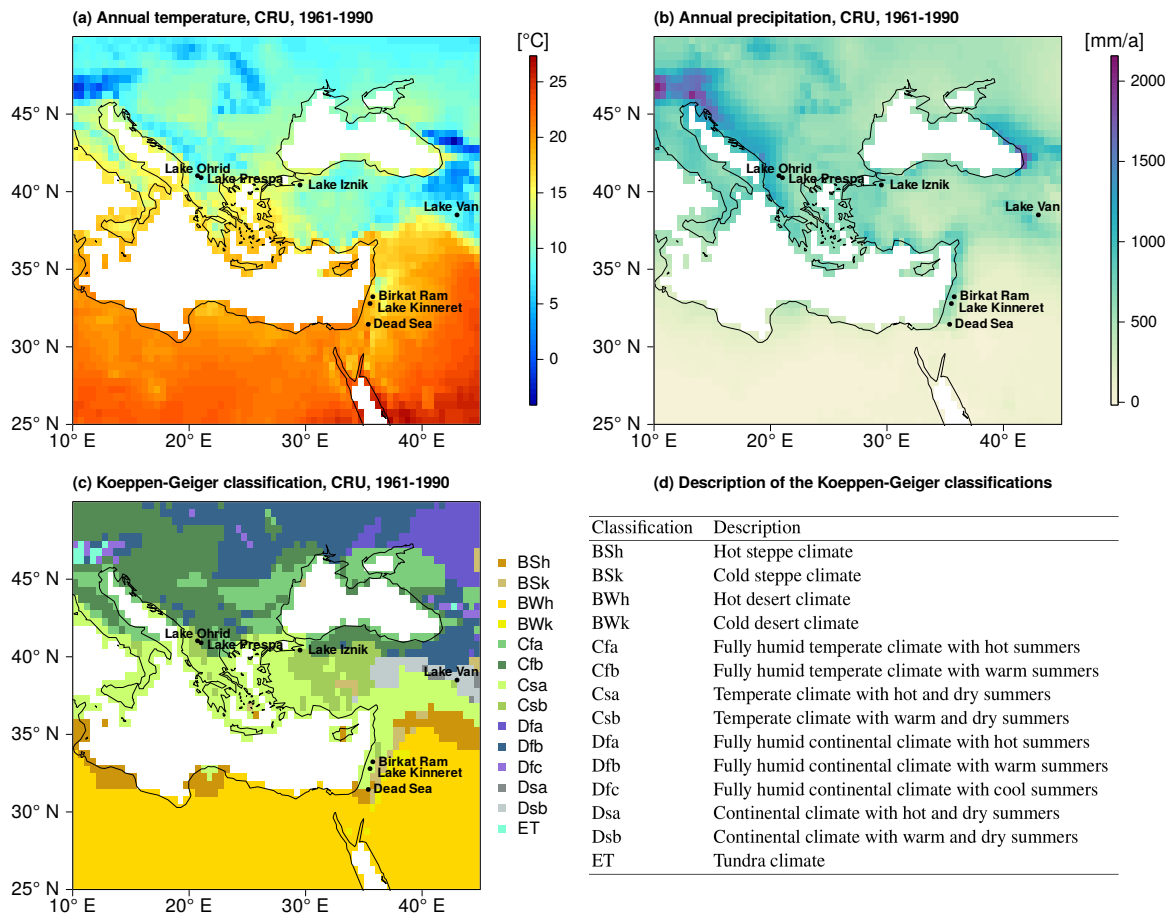 (a) Annual temperature, CRU, 1961-1990
[°C]
25
20
15
10
5
0
45° N
40° N
35° N
30° N
25° N
10° E 20° E 30° E 40° E
Lake Ohrid
Lake Prespa
Lake Iznik
Lake Van
Birkat Ram
Lake Kinneret
Dead Sea
(b) Annual precipitation, CRU, 1961-1990
[mm/a]
2000
1500
1000
500
0
45° N
40° N
35° N
30° N
25° N
10° E 20° E 30° E 40° E
Lake Ohrid
Lake Prespa
Lake Iznik
Lake Van
Birkat Ram
Lake Kinneret
Dead Sea
(c) Koeppen-Geiger classification, CRU, 1961-1990
45° N
40° N
35° N
30° N
25° N
10° E 20° E 30° E 40° E
Lake Ohrid
Lake Prespa
Lake Iznik
Lake Van
Birkat Ram
Lake Kinneret
Dead Sea
BSh
BSk
BWh
BWk
Cfa
Cfb
Csa
Csb
Dfa
Dfb
Dfc
Dsa
Dsb
ET
(d) Description of the Koeppen-Geiger classifications
Classification Description
BSh Hot steppe climate
BSk Cold steppe climate
BWh Hot desert climate
BWk Cold desert climate
Cfa Fully humid temperate climate with hot summers
Cfb Fully humid temperate climate with warm summers
Csa Temperate climate with hot and dry summers
Csb Temperate climate with warm and dry summers
Dfa Fully humid continental climate with hot summers
Dfb Fully humid continental climate with warm summers
Dfc Fully humid continental climate with cool summers
Dsa Continental climate with hot and dry summers
Dsb Continental climate with warm and dry summers
ET Tundra climate